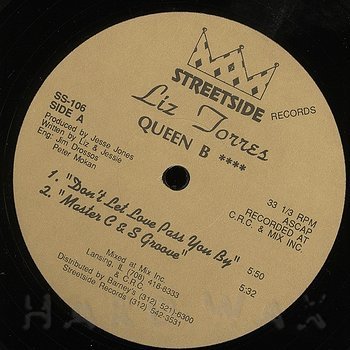 STREETSIDE
RECORDS
Liz Torres
QUEEN B ****
SS-106
SIDE A
Produced by Jesse Jones
Written by Liz & Jessie
Eng: Jim Drossos
Peter Mokan
33 1/3 RPM
ASCAP
RECORDED AT
C.R.C. & MIX INC.
1. "Don't Let Love Pass You By" 5:50
2. "Master C & S Groove" 5:32
Mixed at Mix Inc.
Lansing, IL (708) 418-8333
& C.R.C.
Distributed by Barney's (312) 521-6300
Streetside Records (312) 542-3531